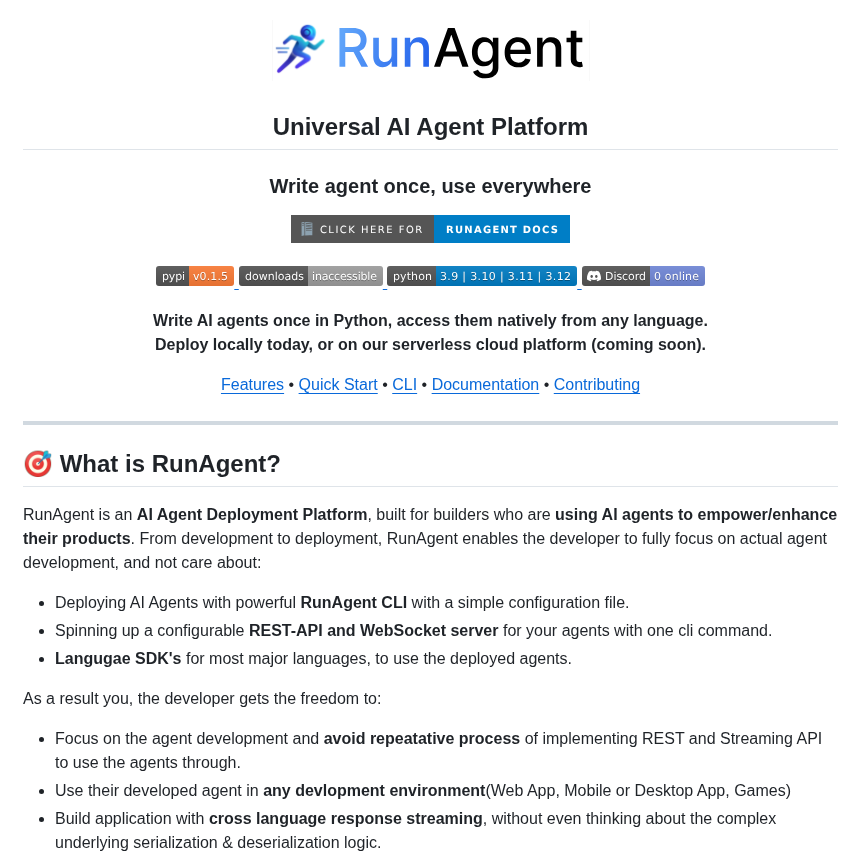 RunAgent
Universal AI Agent Platform
Write agent once, use everywhere
CLICK HERE FOR RUNAGENT DOCS
pypi v0.1.5 downloads inaccessible python 3.9 | 3.10 | 3.11 | 3.12 Discord 0 online
Write AI agents once in Python, access them natively from any language.
Deploy locally today, or on our serverless cloud platform (coming soon).
Features • Quick Start • CLI • Documentation • Contributing
🎯 What is RunAgent?
RunAgent is an AI Agent Deployment Platform, built for builders who are using AI agents to empower/enhance
their products. From development to deployment, RunAgent enables the developer to fully focus on actual agent
development, and not care about:
• Deploying AI Agents with powerful RunAgent CLI with a simple configuration file.
• Spinning up a configurable REST-API and WebSocket server for your agents with one cli command.
• Langugae SDK's for most major languages, to use the deployed agents.
As a result you, the developer gets the freedom to:
• Focus on the agent development and avoid repeatative process of implementing REST and Streaming API
to use the agents through.
• Use their developed agent in any devlopment environment(Web App, Mobile or Desktop App, Games)
• Build application with cross language response streaming, without even thinking about the complex
underlying serialization & deserialization logic.